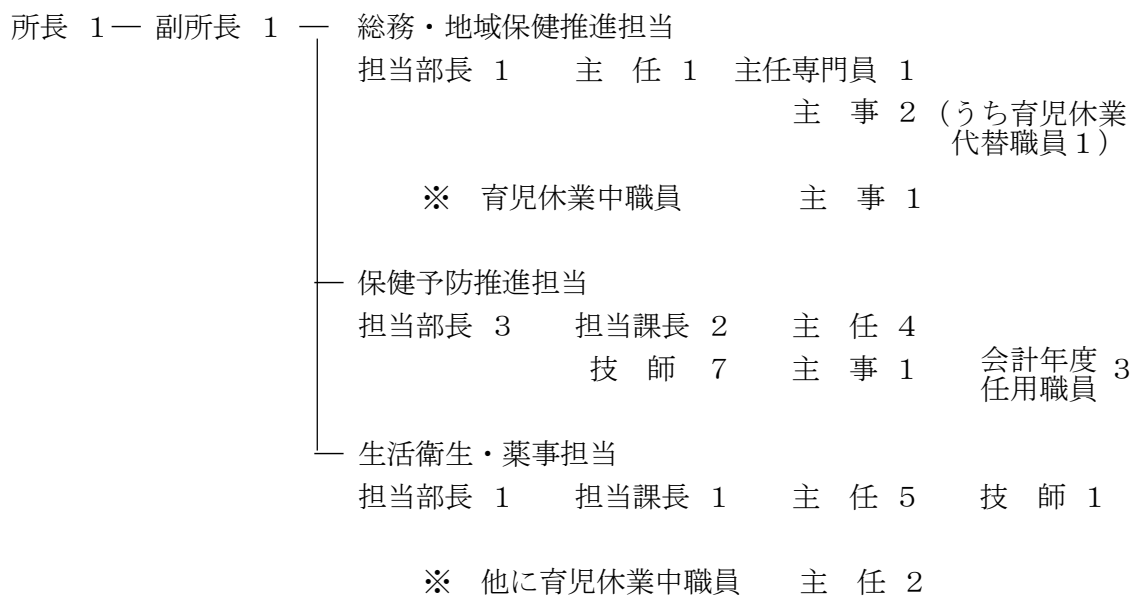 所長 1― 副所長 1 ― 総務・地域保健推進担当
担当部長 1 主 任 1 主任専門員 1
主 事 2 (うち育児休業
代替職員1)
※ 育児休業中職員 主 事 1
保健予防推進担当
担当部長 3 担当課長 2 主 任 4
技 師 7 主 事 1 会計年度任用職員 3
生活衛生・薬事担当
担当部長 1 担当課長 1 主 任 5 技 師 1
※ 他に育児休業中職員 主 任 2